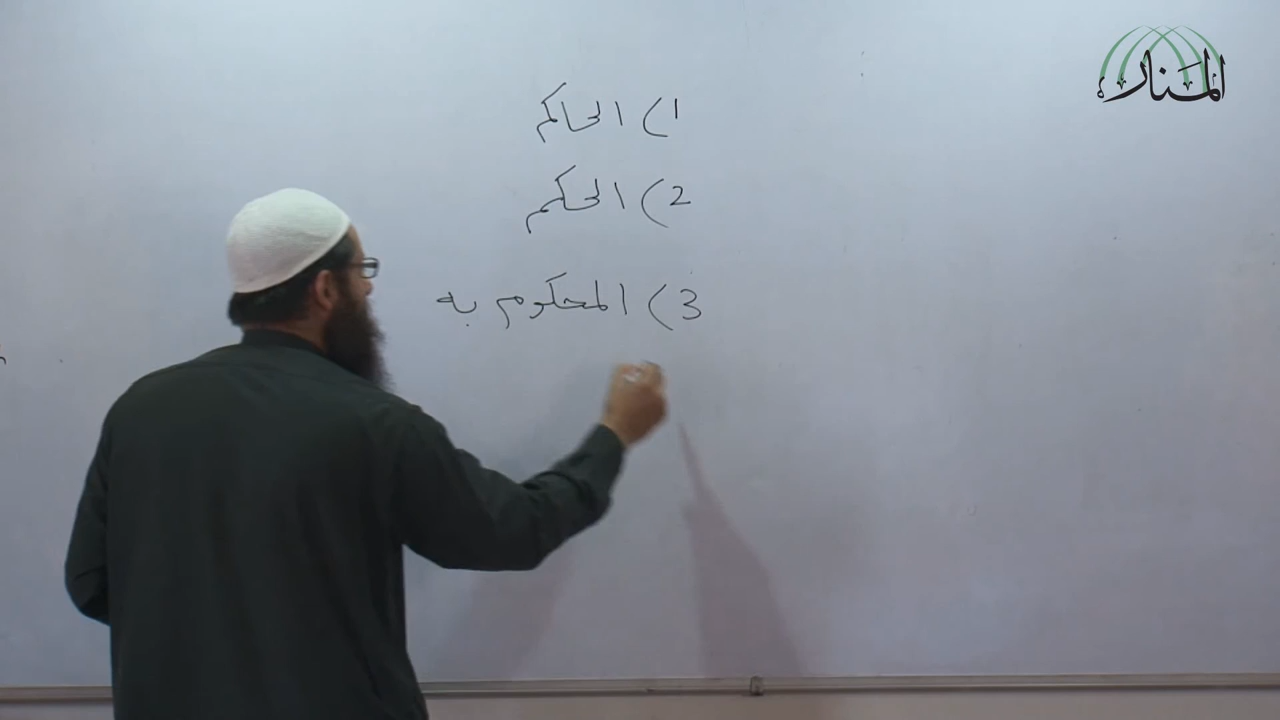 المنار
1) الحاكم
2) الحكم
3) المحكوم به